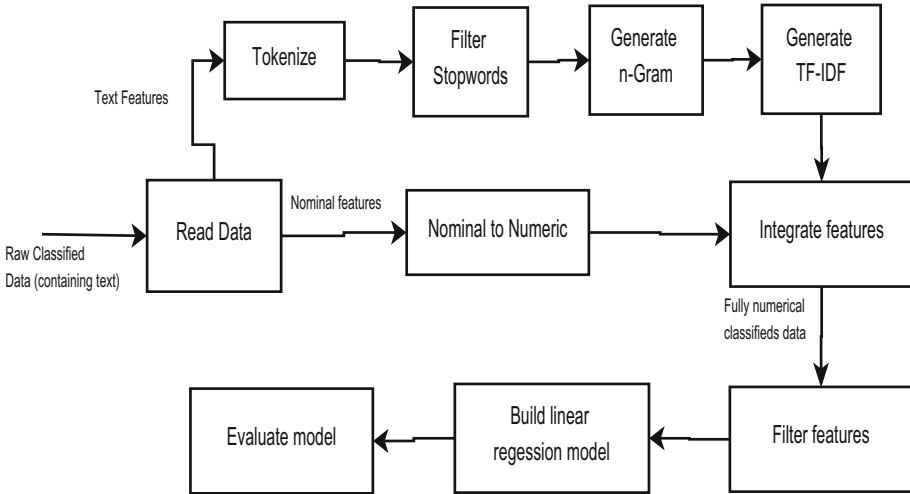 Tokenize
Filter
Stopwords
Generate
n-Gram
Generate
TF-IDF
Text Features
Read Data
Nominal features
Nominal to Numeric
Integrate features
Raw Classified
Data (containing text)
Fully numerical
classifieds data
Evaluate model
Build linear
regression model
Filter features